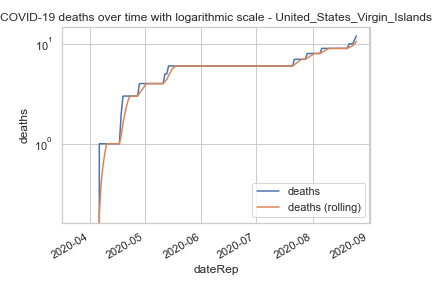 COVID-19 deaths over time with logarithmic scale - United_States_Virgin_Islands
deaths
10¹
10⁰
deaths
deaths (rolling)
2020-04
2020-05
2020-06
2020-07
2020-08
2020-09
dateRep